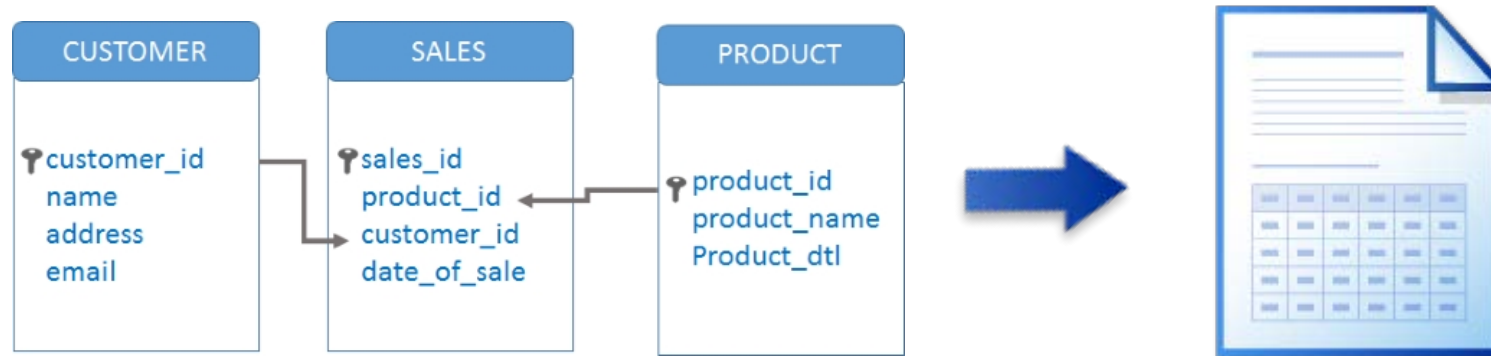 CUSTOMER
customer_id
name
address
email
SALES
sales_id
product_id
customer_id
date_of_sale
PRODUCT
product_id
product_name
Product_dtl